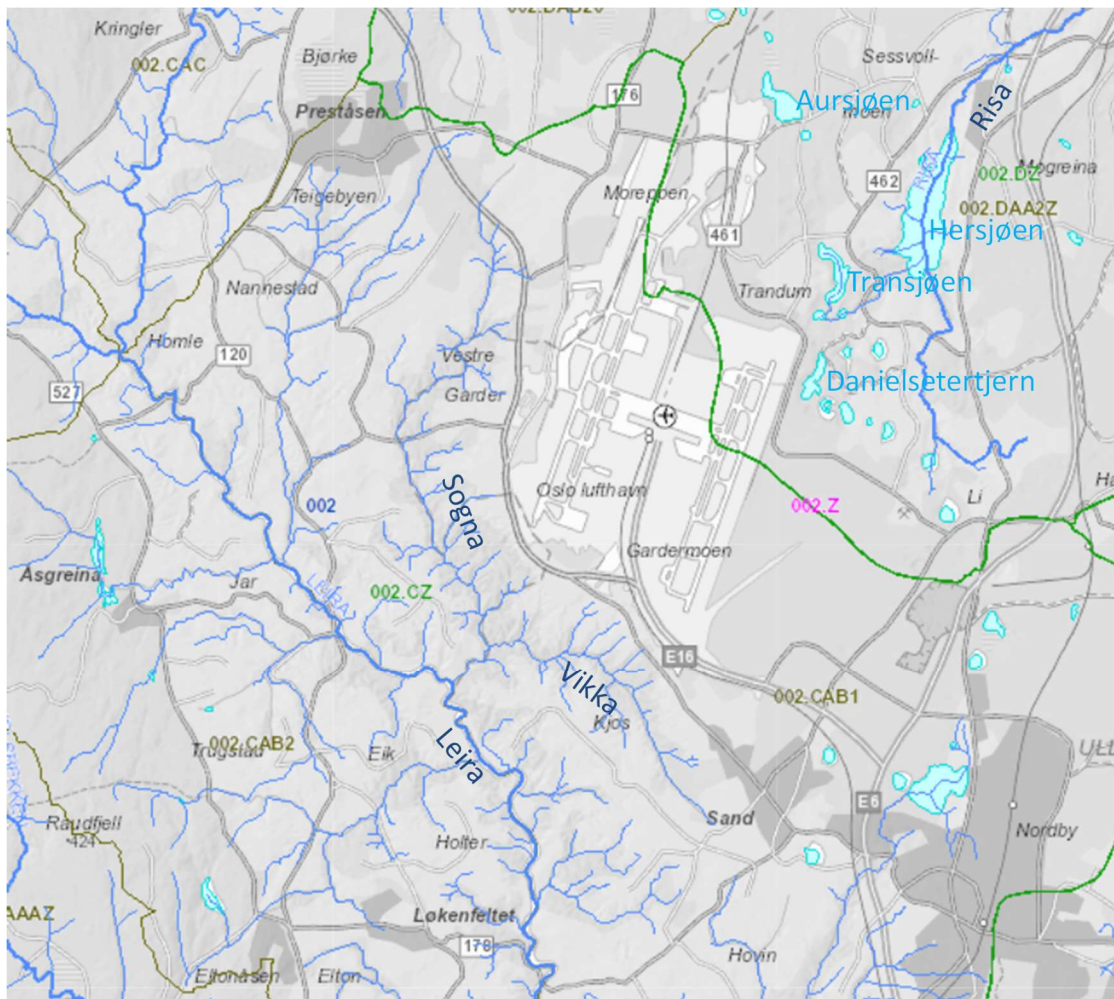 Kringler
002.CAC
Bjørke
Sessvoll-
moen
Aursjøen
176
Preståsen
Risa
RISA
Mogreina
002.DZ
462
Teigebyen
Moreppen
002.DAA2Z
461
Hersjøen
Transjøen
Trandum
Nannestad
Homle
120
Vestre
Garder
527
Danielsetertjern
8
Sogna
Oslo lufthavn
002
002.Z
Li
Gardermoen
Åsgreina
Jar
002.CZ
LEIRA
E16
Vikka
Kjos
002.CAB1
Leira
Trugstad
002.CAB2
Eik
E6
Sand
Nordby
Raudfjell
424
Holter
AAAZ
Løkenfeltet
178
Hovin
Eltonåsen
Elton